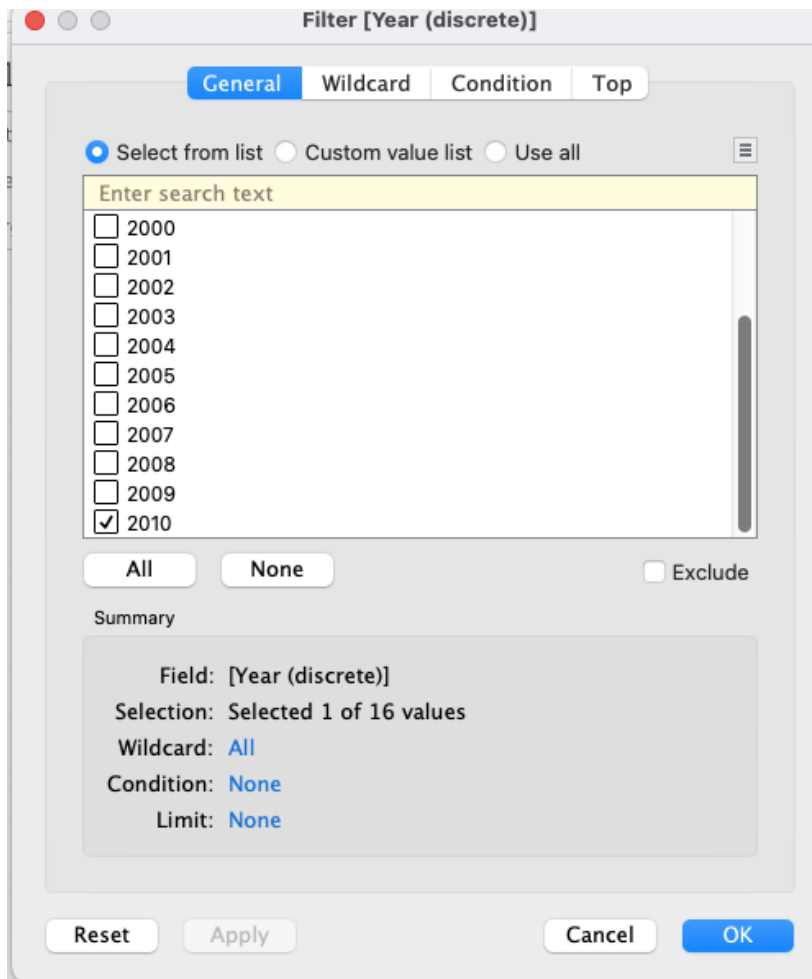 Filter [Year (discrete)]
General Wildcard Condition Top
Select from list Custom value list Use all
Enter search text
2000
2001
2002
2003
2004
2005
2006
2007
2008
2009
2010
All None Exclude
Summary
Field: [Year (discrete)]
Selection: Selected 1 of 16 values
Wildcard: All
Condition: None
Limit: None
Reset Apply Cancel OK